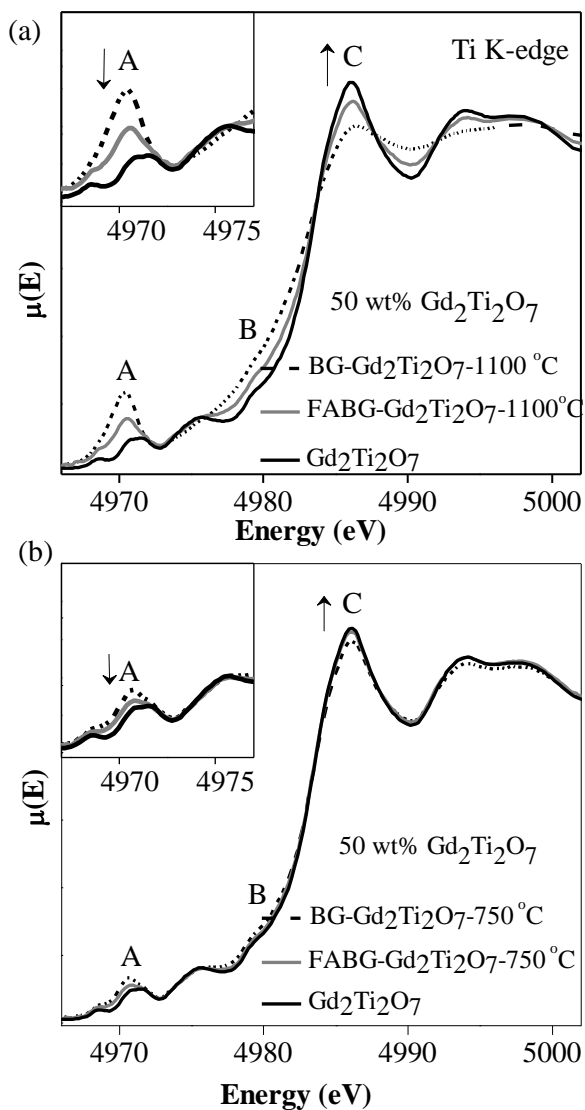 (a)
A
C
Ti K-edge
4970 4975
μ(E)
50 wt% Gd2Ti2O7
B
BG-Gd2Ti2O7-1100 °C
A
FABG-Gd2Ti2O7-1100°C
Gd2Ti2O7
4970 4980 4990 5000
Energy (eV)
(b)
C
A
4970 4975
μ(E)
50 wt% Gd2Ti2O7
B
BG-Gd2Ti2O7-750 °C
A
FABG-Gd2Ti2O7-750 °C
Gd2Ti2O7
4970 4980 4990 5000
Energy (eV)